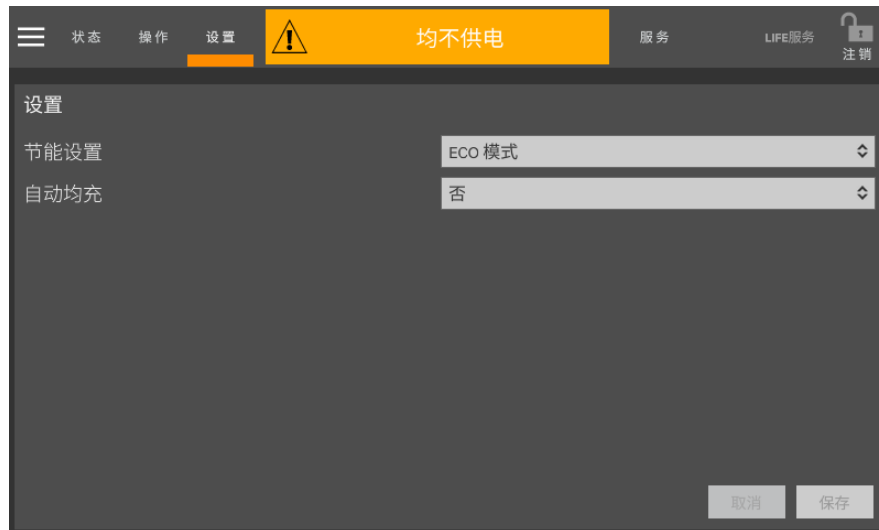 状态 操作 设置 均不供电 服务 LIFE服务
注销
设置
节能设置 ECO 模式
自动均充 否
取消 保存